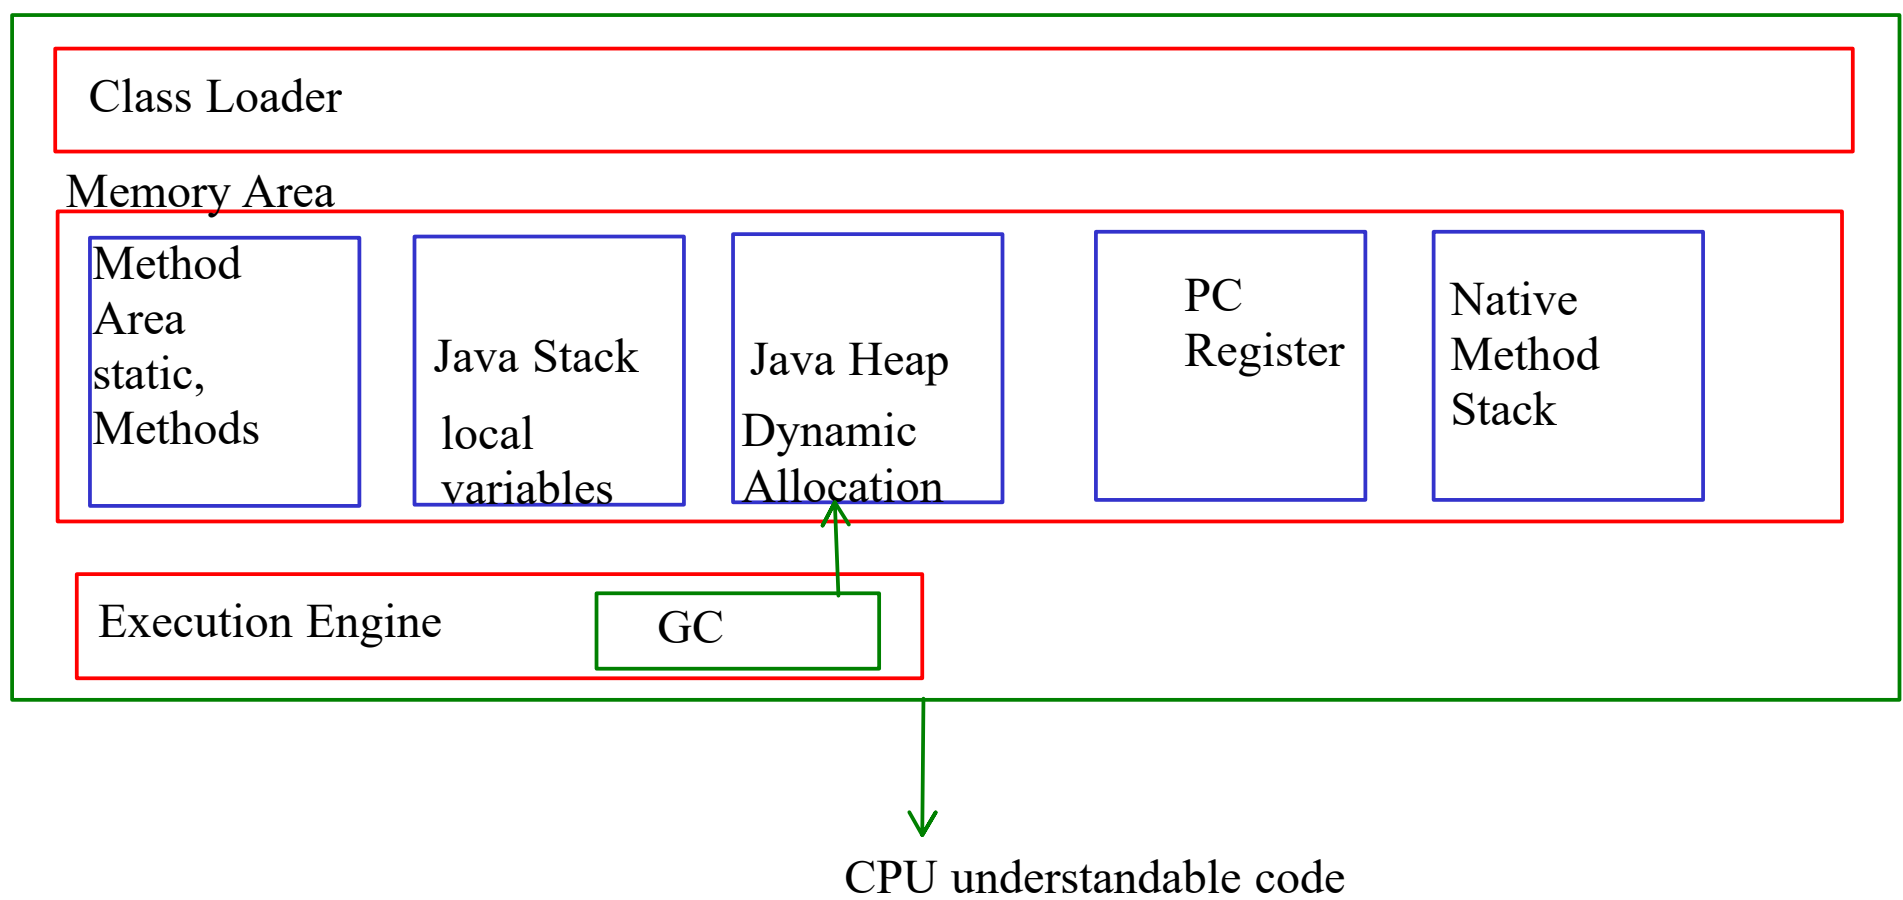 Class Loader
Memory Area
Method
Area
static,
Methods
Java Stack
local
variables
Java Heap
Dynamic
Allocation
PC
Register
Native
Method
Stack
Execution Engine
GC
CPU understandable code